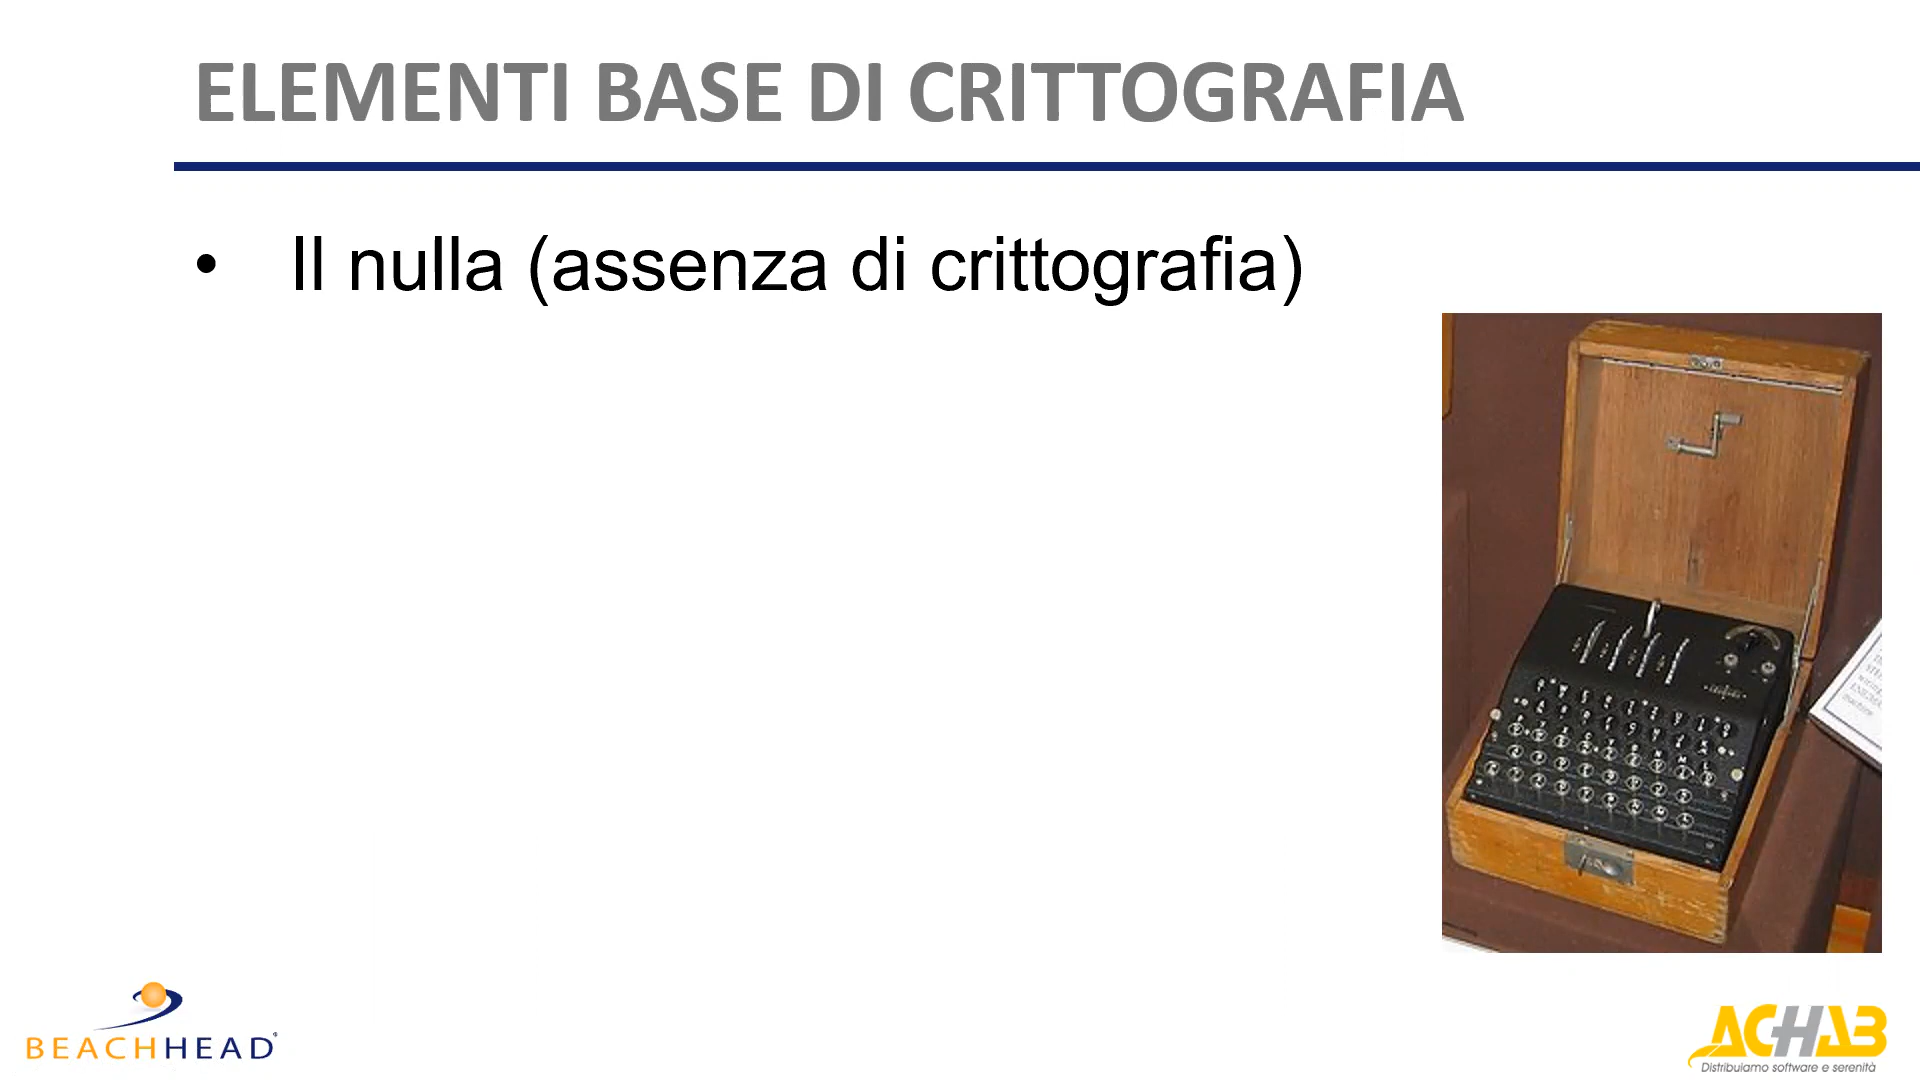 ELEMENTI BASE DI CRITTOGRAFIA
• Il nulla (assenza di crittografia)
BEACHHEAD
ACHAB
Distribuiamo software e serenità